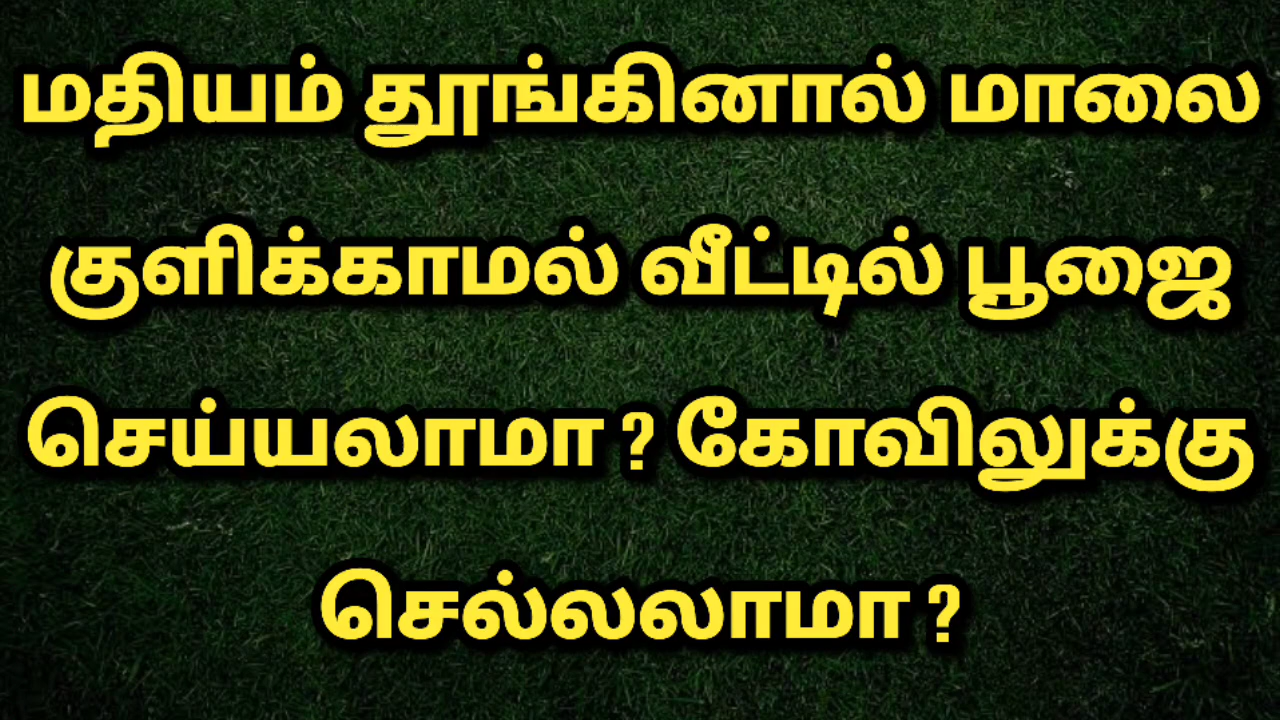 மதியம் தூங்கினால் மாலை
குளிக்காமல் வீட்டில் பூஜை
செய்யலாமா ? கோவிலுக்கு
செல்லலாமா ?